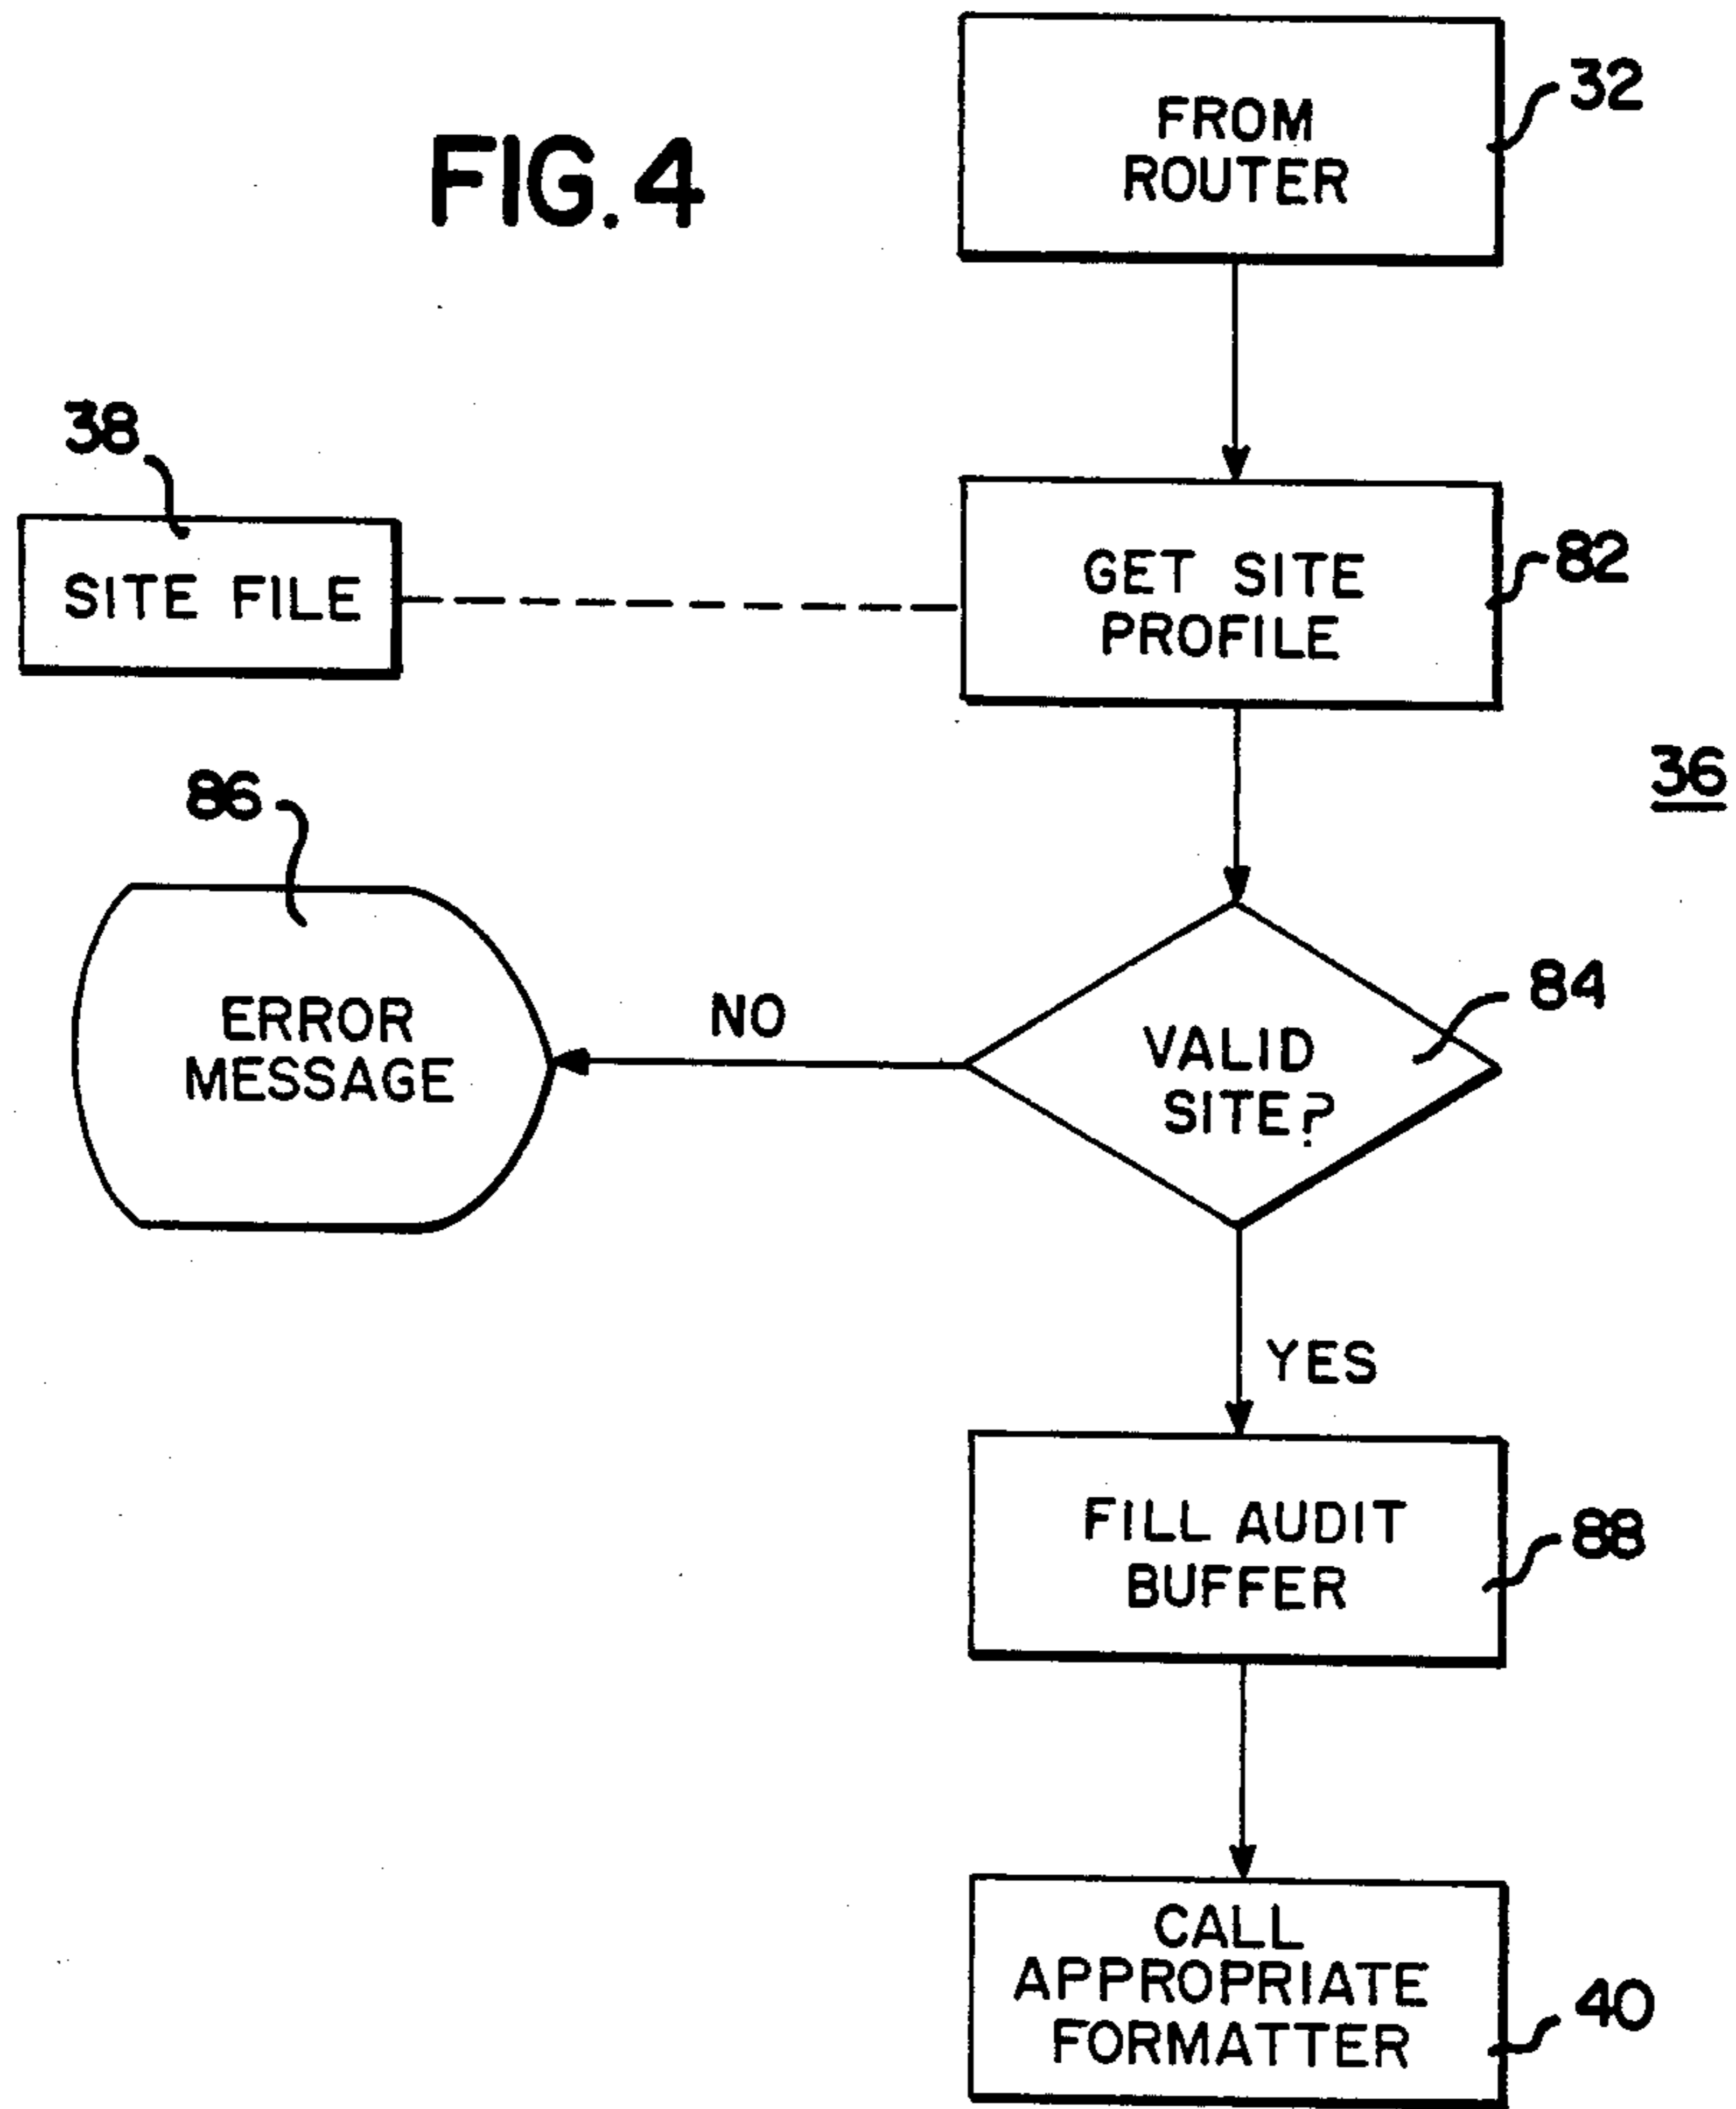 FIG. 4
FROM
ROUTER
32
38
SITE FILE
GET SITE
PROFILE
82
36
86
ERROR
MESSAGE
NO
VALID
SITE?
84
YES
FILL AUDIT
BUFFER
88
CALL
APPROPRIATE
FORMATTER
40